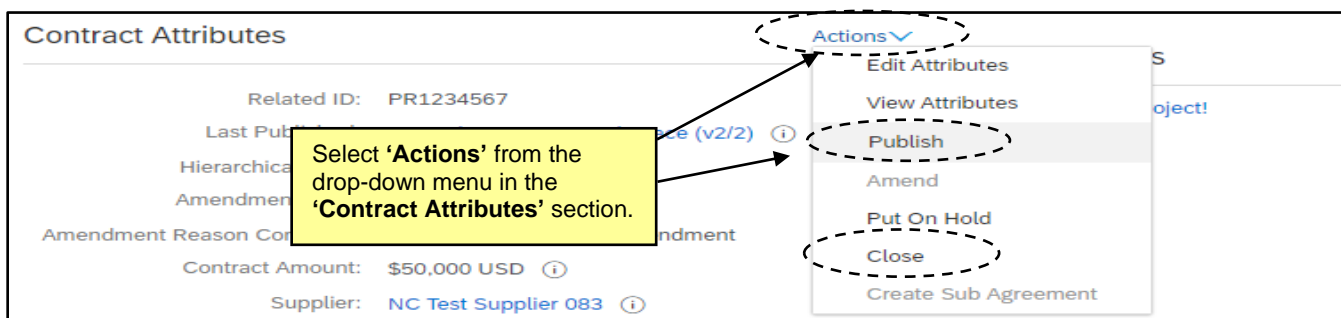 Contract Attributes
Actions
s
Edit Attributes
Related ID: PR1234567
View Attributes
oject!
Last Pub
ce (v2/2)
Publish
Select 'Actions' from the
drop-down menu in the
'Contract Attributes' section.
Hierarchica
Amendmen
Amend
Put On Hold
Amendment Reason Co
ndment
Close
Contract Amount: $50,000 USD
Create Sub Agreement
Supplier: NC Test Supplier 083